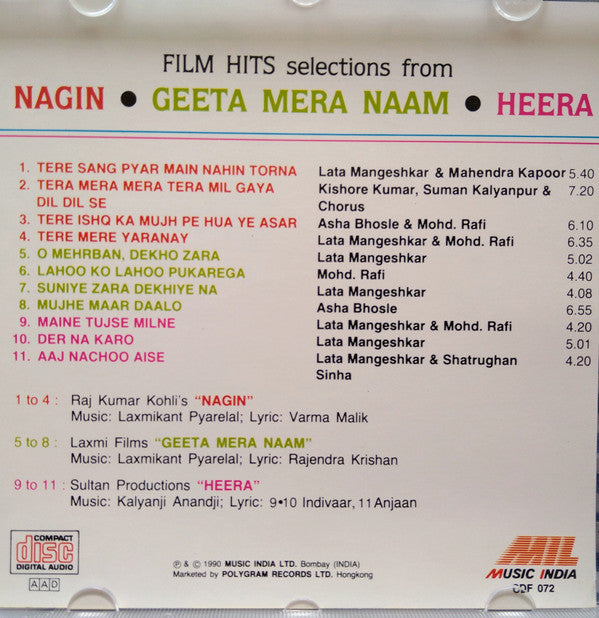 FILM HITS selections from
NAGIN • GEETA MERA NAAM • HEERA
1. TERE SANG PYAR MAIN NAHIN TORNA Lata Mangeshkar & Mahendra Kapoor 5.40
2. TERA MERA MERA TERA MIL GAYA Kishore Kumar, Suman Kalyanpur & 7.20
DIL DIL SE Chorus
3. TERE ISHQ KA MUJH PE HUA YE ASAR Asha Bhosle & Mohd. Rafi 6.10
4. TERE MERE YARANAY Lata Mangeshkar & Mohd. Rafi 6.35
5. O MEHRBAN, DEKHO ZARA Lata Mangeshkar 5.02
6. LAHOO KO LAHOO PUKAREGA Mohd. Rafi 4.40
7. SUNIYE ZARA DEKHIYE NA Lata Mangeshkar 4.08
8. MUJHE MAAR DAALO Asha Bhosle 6.55
9. MAINE TUJSE MILNE Lata Mangeshkar & Mohd. Rafi 4.20
10. DER NA KARO Lata Mangeshkar 5.01
11. AAJ NACHOO AISE Lata Mangeshkar & Shatrughan 4.20
Sinha
1 to 4 : Raj Kumar Kohli's "NAGIN"
Music: Laxmikant Pyarelal; Lyric: Varma Malik
5 to 8 : Laxmi Films "GEETA MERA NAAM"
Music: Laxmikant Pyarelal; Lyric: Rajendra Krishan
9 to 11 : Sultan Productions "HEERA"
Music: Kalyanji Anandji; Lyric: 9•10 Indivaar, 11 Anjaan
COMPACT
disc
DIGITAL AUDIO
AAD
℗ & © 1990 MUSIC INDIA LTD. Bombay (INDIA)
Marketed by POLYGRAM RECORDS LTD. Hongkong
MIL
MUSIC INDIA
CDF 072